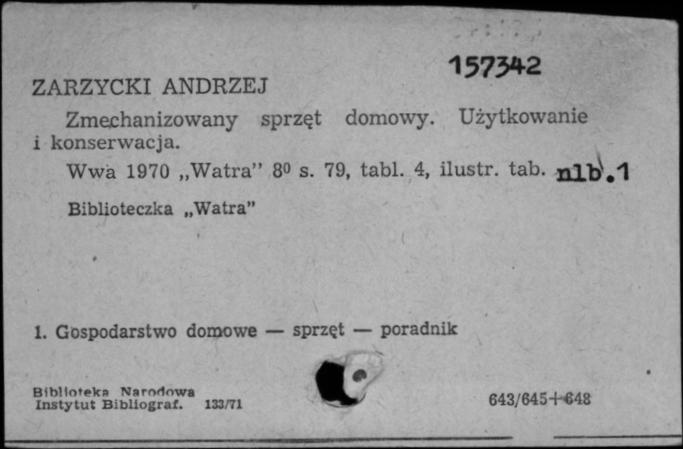 157342
ZARZYCKI ANDRZEJ
Zmechanizowany sprzęt domowy. Użytkowanie
i konserwacja.
Wwa 1970 „Watra” 8⁰ s. 79, tabl. 4, ilustr. tab. nlb.1
Biblioteczka „Watra”
1. Gospodarstwo domowe — sprzęt — poradnik
Biblioteka Narodowa
Instytut Bibliograf. 133/71
643/645+648